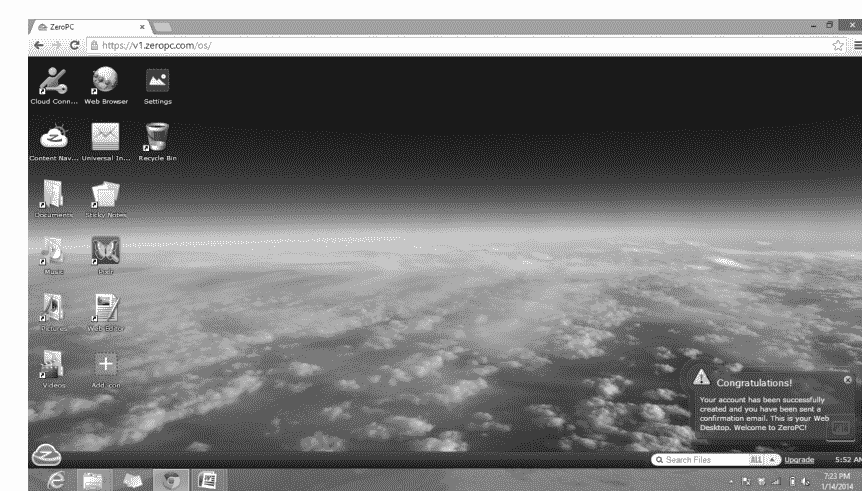 ZeroPC
https://v1.zeropc.com/os/
Cloud Conn... Web Browser Settings
Content Nav... Universal In... Recycle Bin
Documents Sticky Notes
Music
Pictures Web Editor
Videos Add icon
Congratulations!
Your account has been successfully
created and you have been sent a
confirmation email. This is your Web
Desktop. Welcome to ZeroPC!
Search Files ALL Upgrade 5:52 AM
7:23 PM
1/14/2014